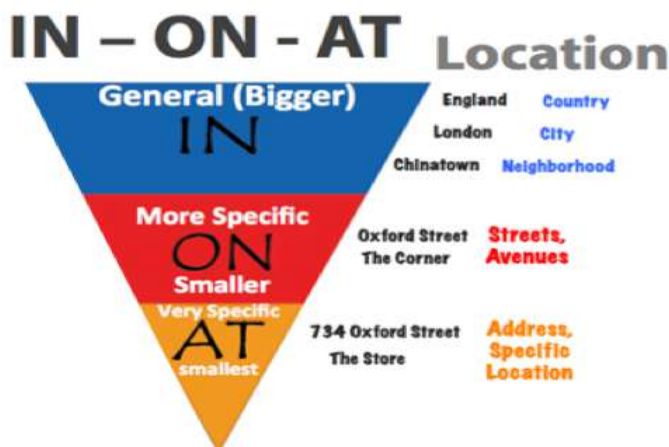 IN – ON - AT Location
General (Bigger)
IN
England Country
London City
Chinatown Neighborhood
More Specific
ON
Smaller
Oxford Street Streets,
The Corner Avenues
Very Specific
AT
smallest
734 Oxford Street Address,
The Store Specific
Location